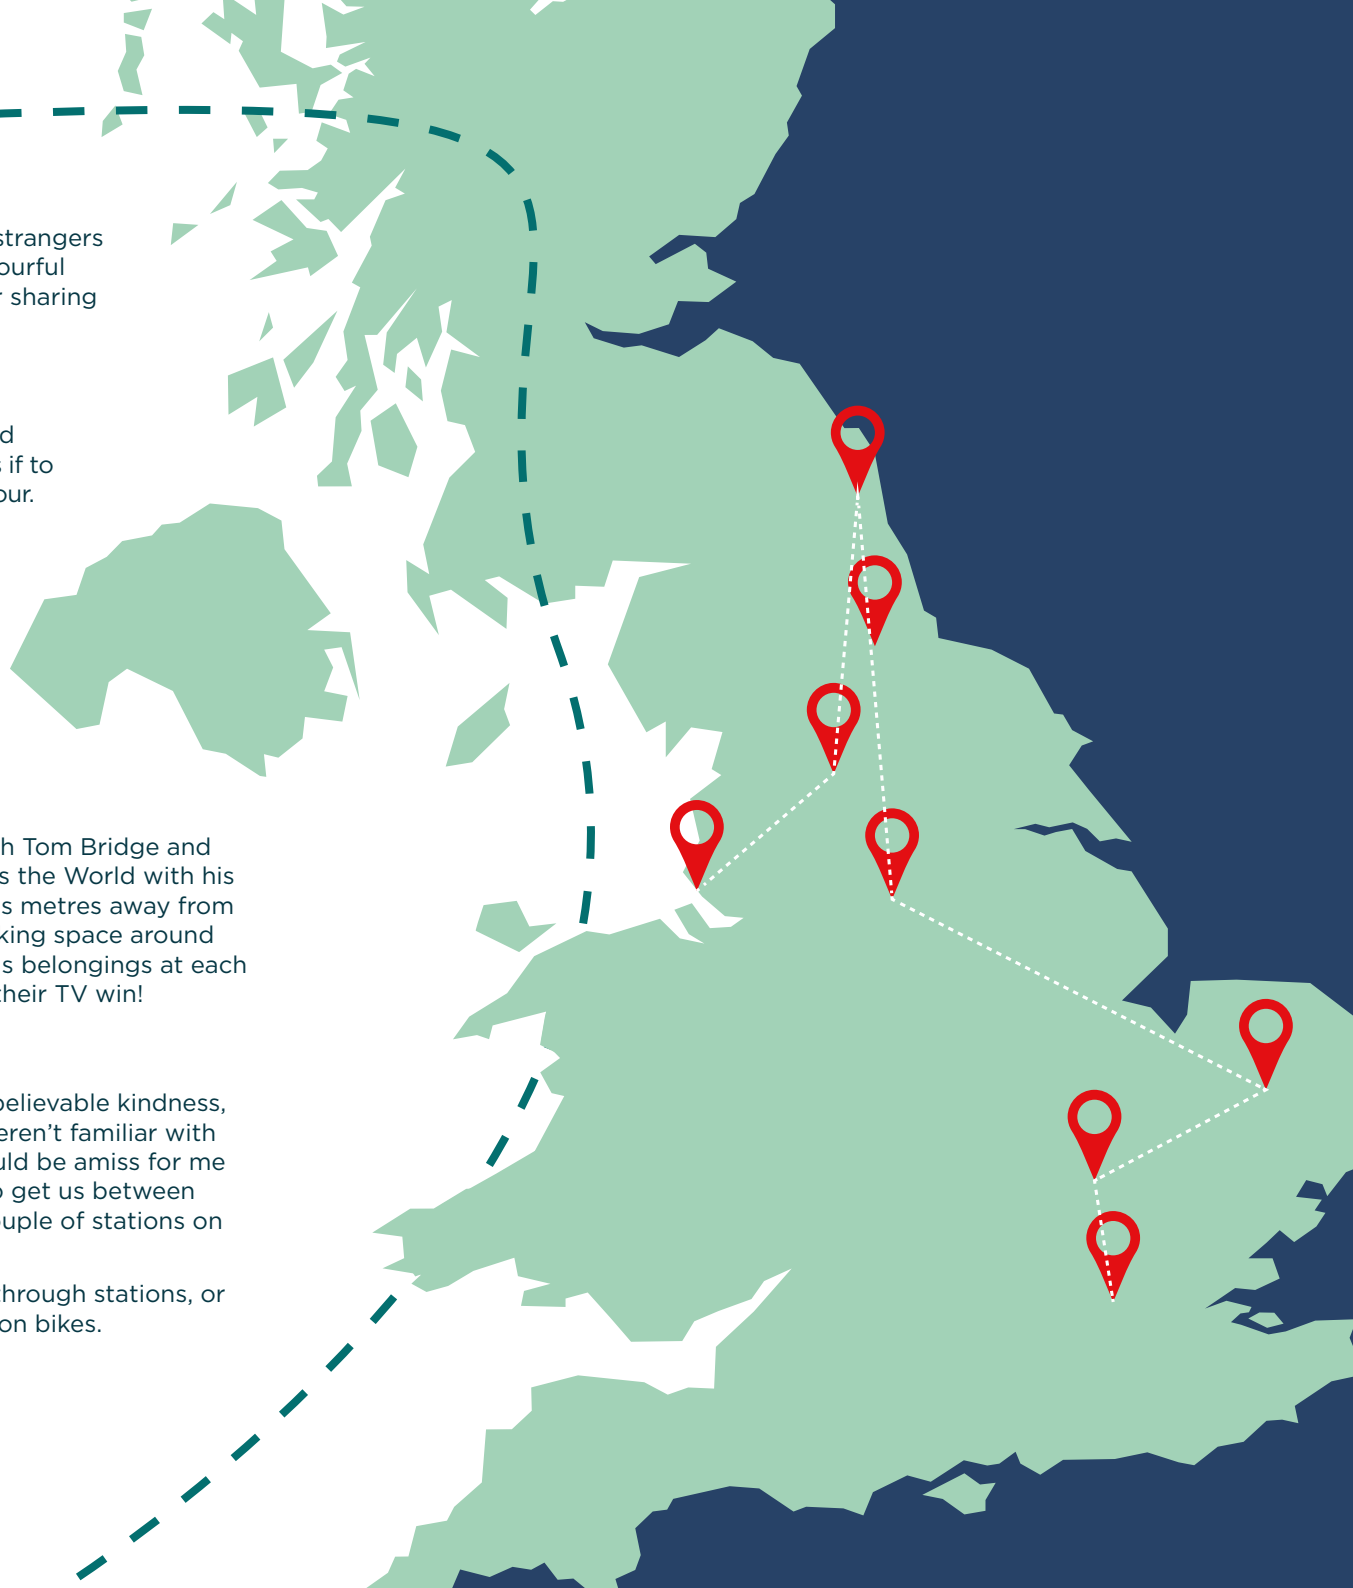 strangers
ourful
r sharing
d
s if to
our.
h Tom Bridge and
s the World with his
s metres away from
king space around
s belongings at each
their TV win!
believable kindness,
eren’t familiar with
uld be amiss for me
o get us between
ouple of stations on
through stations, or
on bikes.